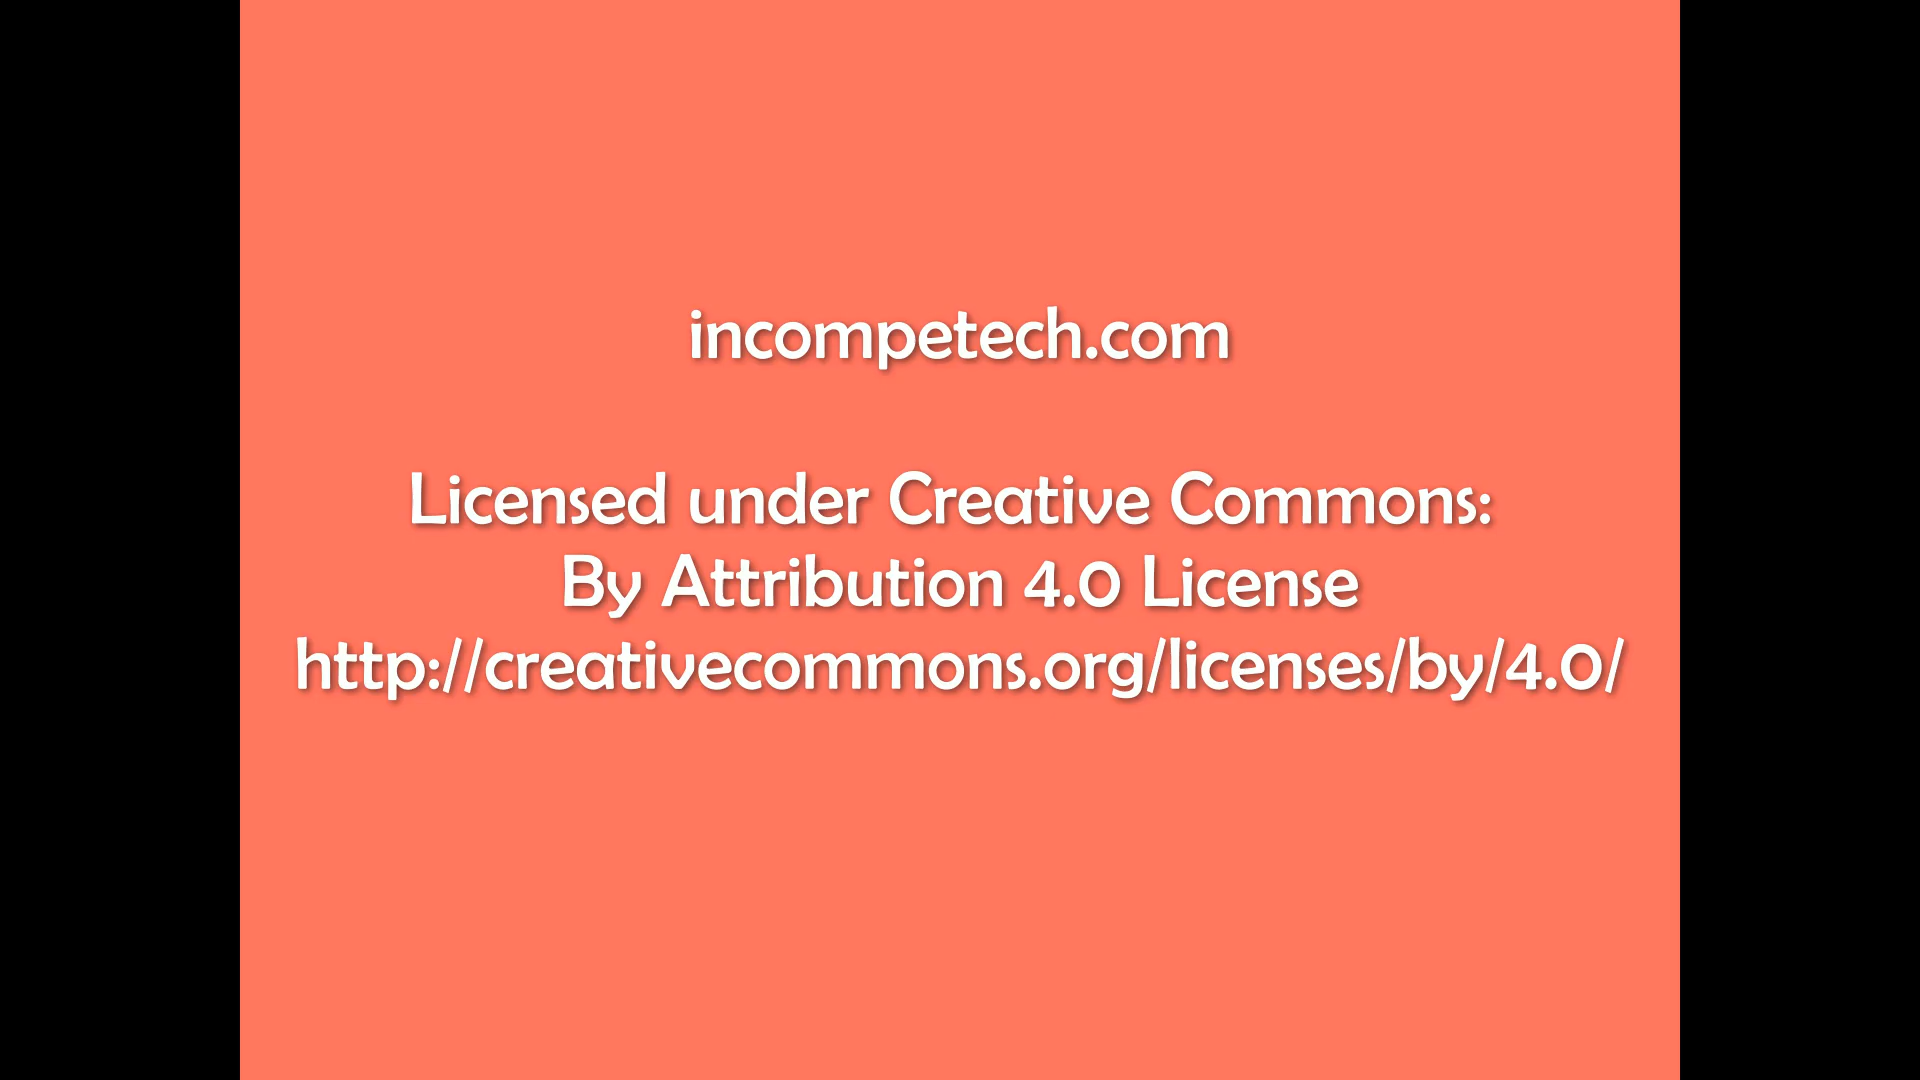 incompetech.com
Licensed under Creative Commons:
By Attribution 4.0 License
http://creativecommons.org/licenses/by/4.0/